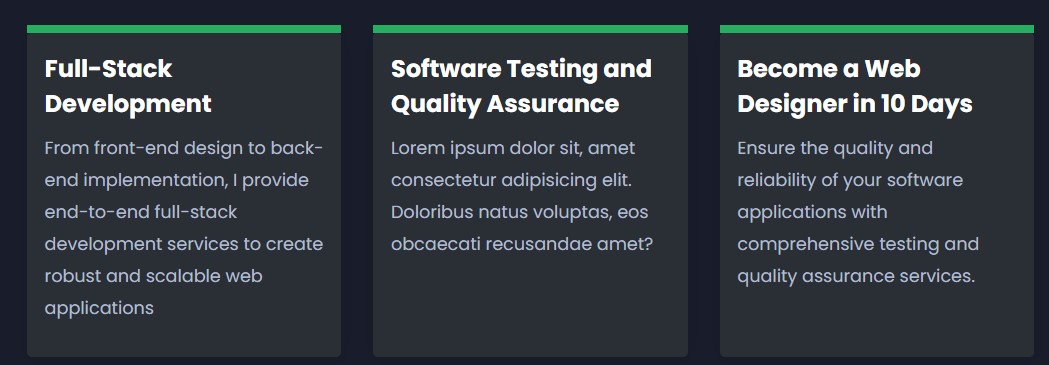 Full-Stack
Development
From front-end design to back-
end implementation, I provide
end-to-end full-stack
development services to create
robust and scalable web
applications
Software Testing and
Quality Assurance
Lorem ipsum dolor sit, amet
consectetur adipisicing elit.
Doloribus natus voluptas, eos
obcaecati recusandae amet?
Become a Web
Designer in 10 Days
Ensure the quality and
reliability of your software
applications with
comprehensive testing and
quality assurance services.